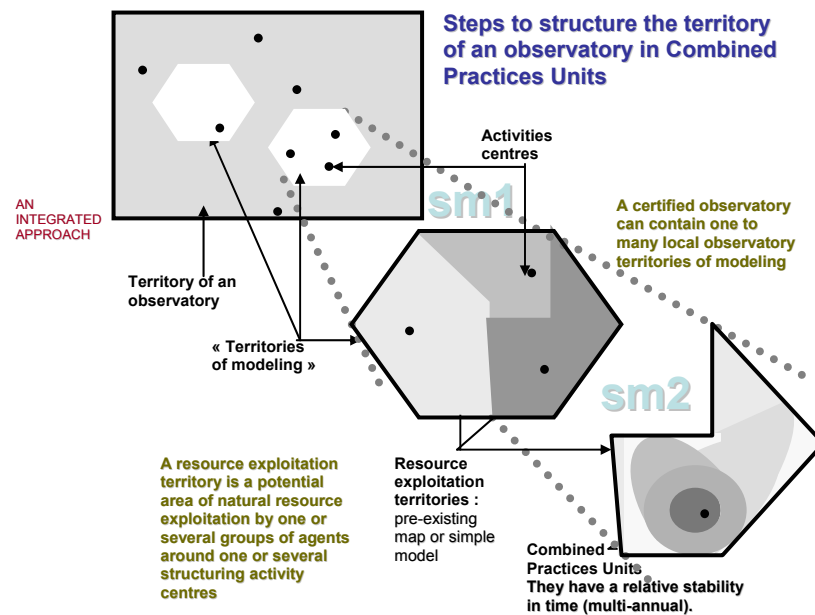 Steps to structure the territory
of an observatory in Combined
Practices Units
Activities
centres
sm1
AN
INTEGRATED
APPROACH
A certified observatory
can contain one to
many local observatory
territories of modeling
Territory of an
observatory
« Territories
of modeling »
sm2
A resource exploitation
territory is a potential
area of natural resource
exploitation by one or
several groups of agents
around one or several
structuring activity
centres
Resource
exploitation
territories :
pre-existing
map or simple
model
Combined
Practices Units
They have a relative stability
in time (multi-annual).